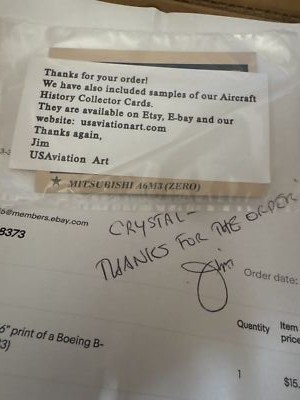 Thanks for your order!
We have also included samples of our Aircraft
History Collector Cards.
They are available on Etsy, E-bay and our
website: usaviationart.com
Thanks again,
Jim
USAviation Art
★ MITSUBISHI A6M3 (ZERO)
@members.ebay.com
8373
CRYSTAL-
THANKS FOR THE ORDER
Jim
Order date:
6" print of a Boeing B-
3)
Quantity
Item
price
1
$15.